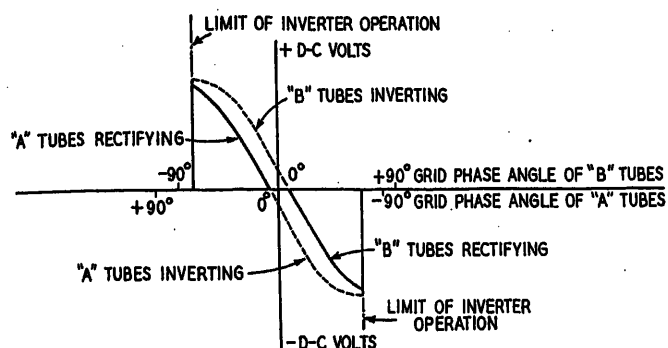 LIMIT OF INVERTER OPERATION
+ D-C VOLTS
"B" TUBES INVERTING
"A" TUBES RECTIFYING
-90° 0° +90° GRID PHASE ANGLE OF "B" TUBES
+90° 0° -90° GRID PHASE ANGLE OF "A" TUBES
"B" TUBES RECTIFYING
"A" TUBES INVERTING
LIMIT OF INVERTER
OPERATION
- D-C VOLTS